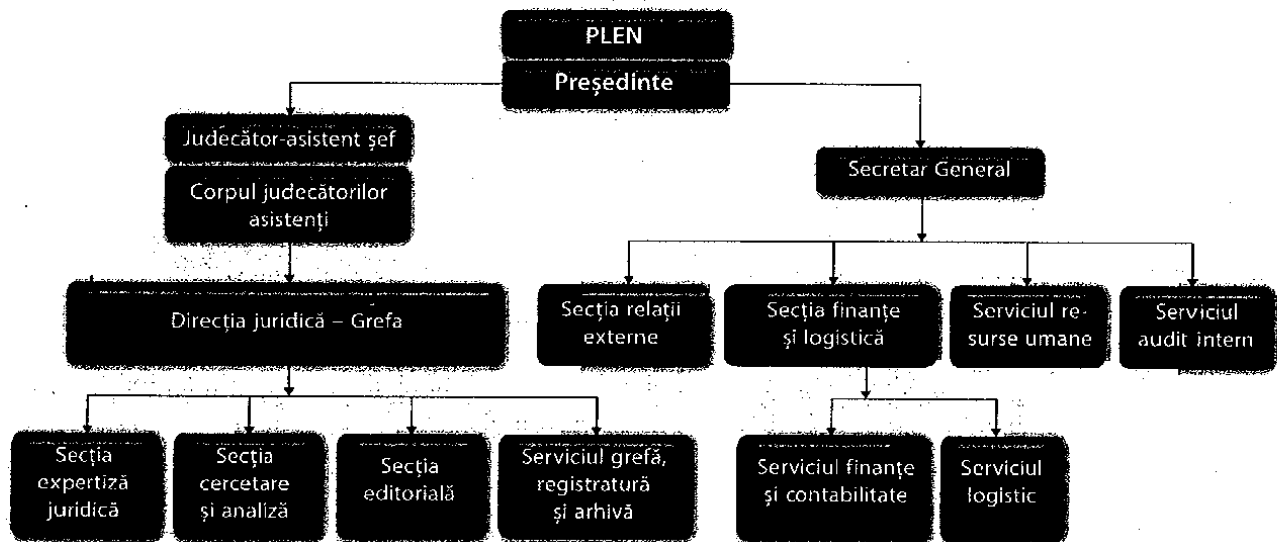 PLEN
Președinte
Judecător-asistent șef
Corpul judecătorilor
asistenți
Secretar General
Direcția juridică – Grefa
Secția relații
externe
Secția finanțe
și logistică
Serviciul re-
surse umane
Serviciul
audit intern
Secția
expertiză
juridică
Secția
cercetare
și analiză
Secția
editorială
Serviciul grefă,
registratură
și arhivă
Serviciul finanțe
și contabilitate
Serviciul
logistic